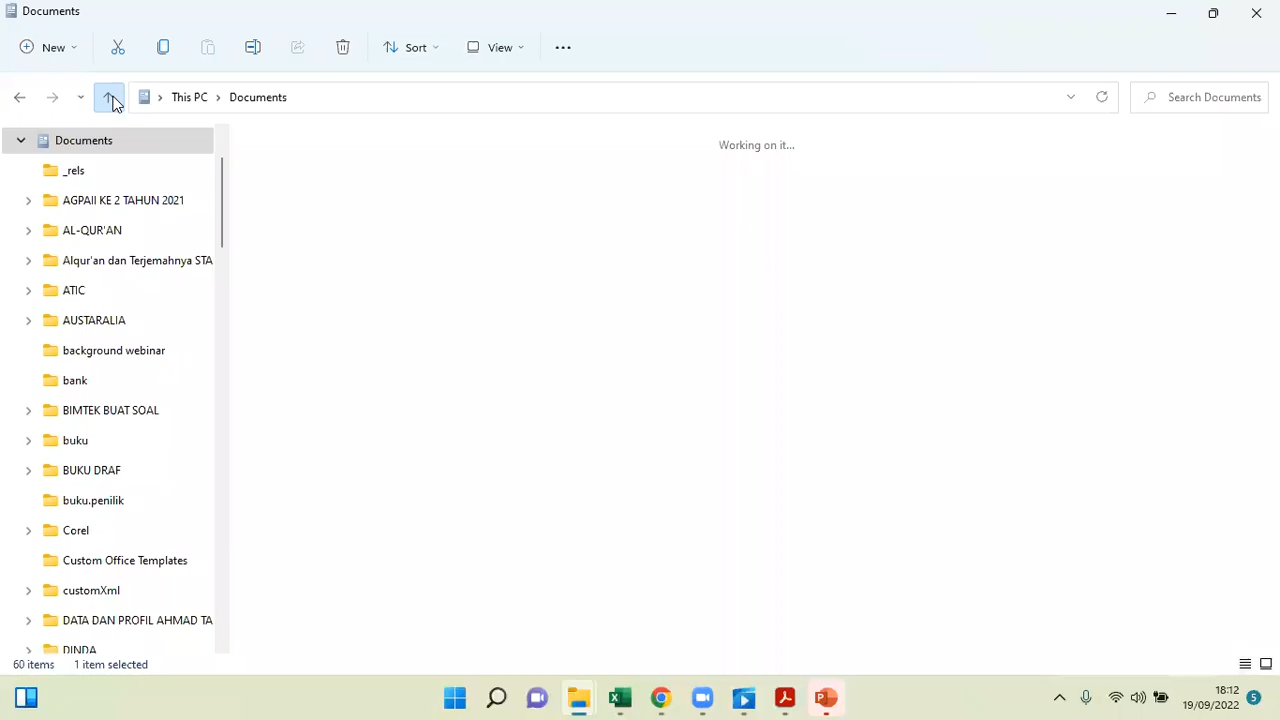 Documents
New
Sort
View
This PC
Documents
Search Documents
Documents
Working on it...
_rels
AGPAII KE 2 TAHUN 2021
AL-QUR'AN
Alqur'an dan Terjemahnya STA
ATIC
AUSTARALIA
background webinar
bank
BIMTEK BUAT SOAL
buku
BUKU DRAF
buku.penilik
Corel
Custom Office Templates
customXml
DATA DAN PROFIL AHMAD TA
DINDA
60 items 1 item selected
18:12
19/09/2022
5